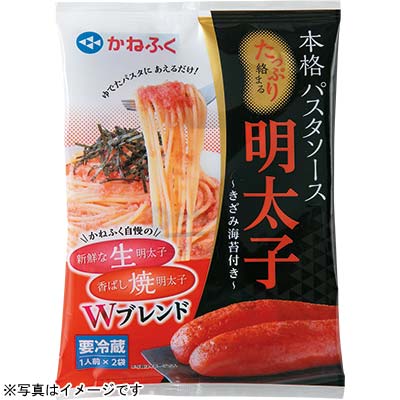 かねふく
ゆでたパスタに あえるだけ!
本格パスタソース
たっぷり
絡まる
明太子
~きざみ海苔付き~
かねふく自慢の
新鮮な生明太子
香ばし焼明太子
Wブレンド
要冷蔵
1人前×2袋
※写真はイメージです